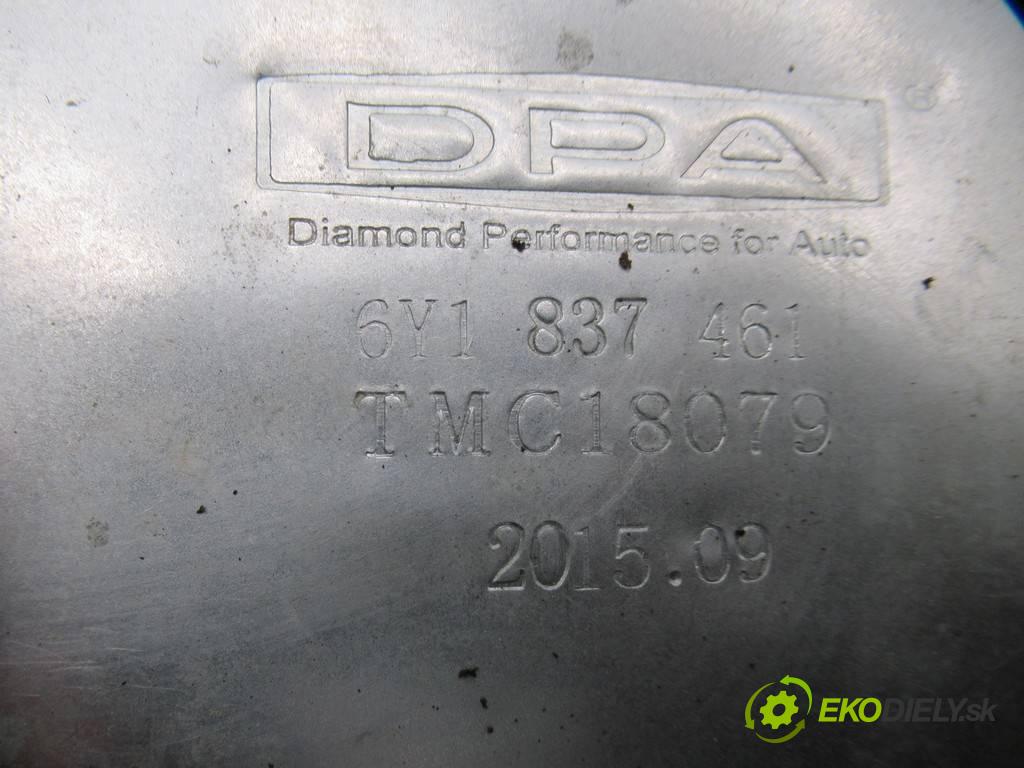 DPA
Diamond Performance for Auto
6Y1 837 461
TMC18079
2015.09
EKODIELY.sk